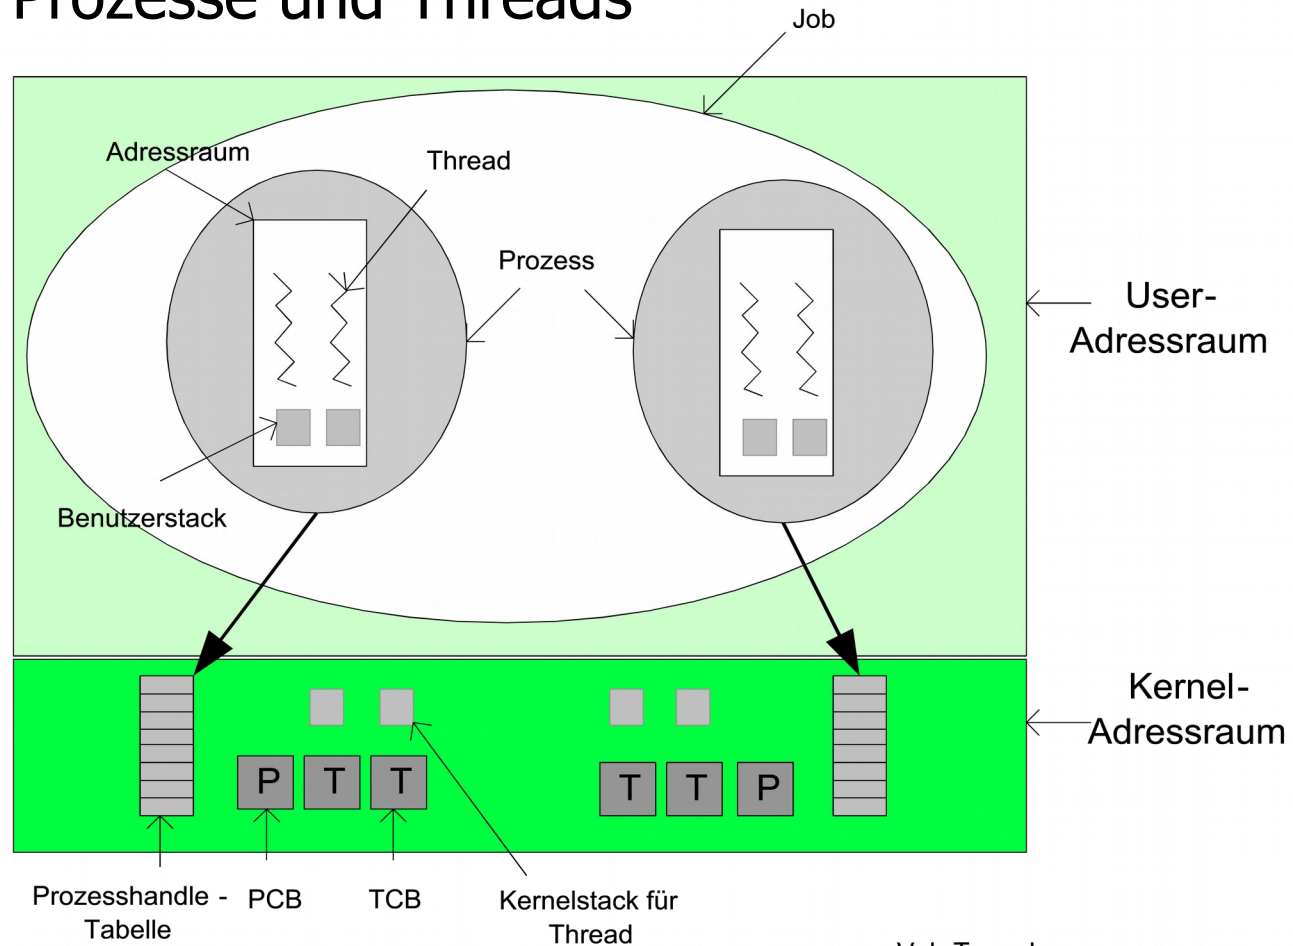 Prozesse und Threads
Job
Adressraum
Thread
Prozess
User-
Adressraum
Benutzerstack
Kernel-
Adressraum
P T T
T T P
Prozesshandle -
Tabelle
PCB
TCB
Kernelstack für
Thread